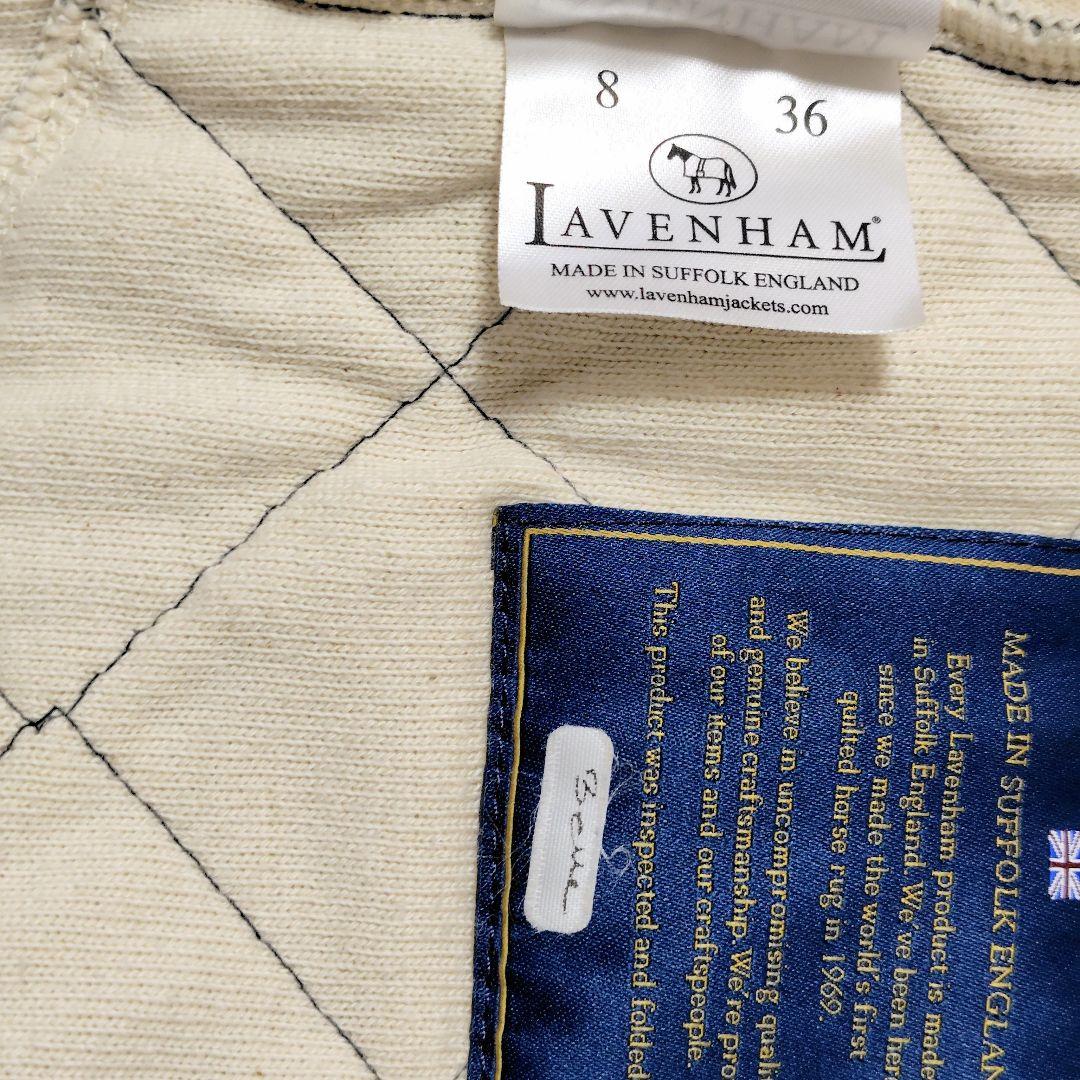 8 36
LAVENHAM®
MADE IN SUFFOLK ENGLAND
www.lavenhamjackets.com
MADE IN SUFFOLK ENGLAN
Every Lavenham product is made
in Suffolk England. We've been her
since we made the world's first
quilted horse rug in 1969.
We believe in uncompromising quali
and genuine craftsmanship. We're pro
of our items and our craftspeople.
This product was inspected and folded